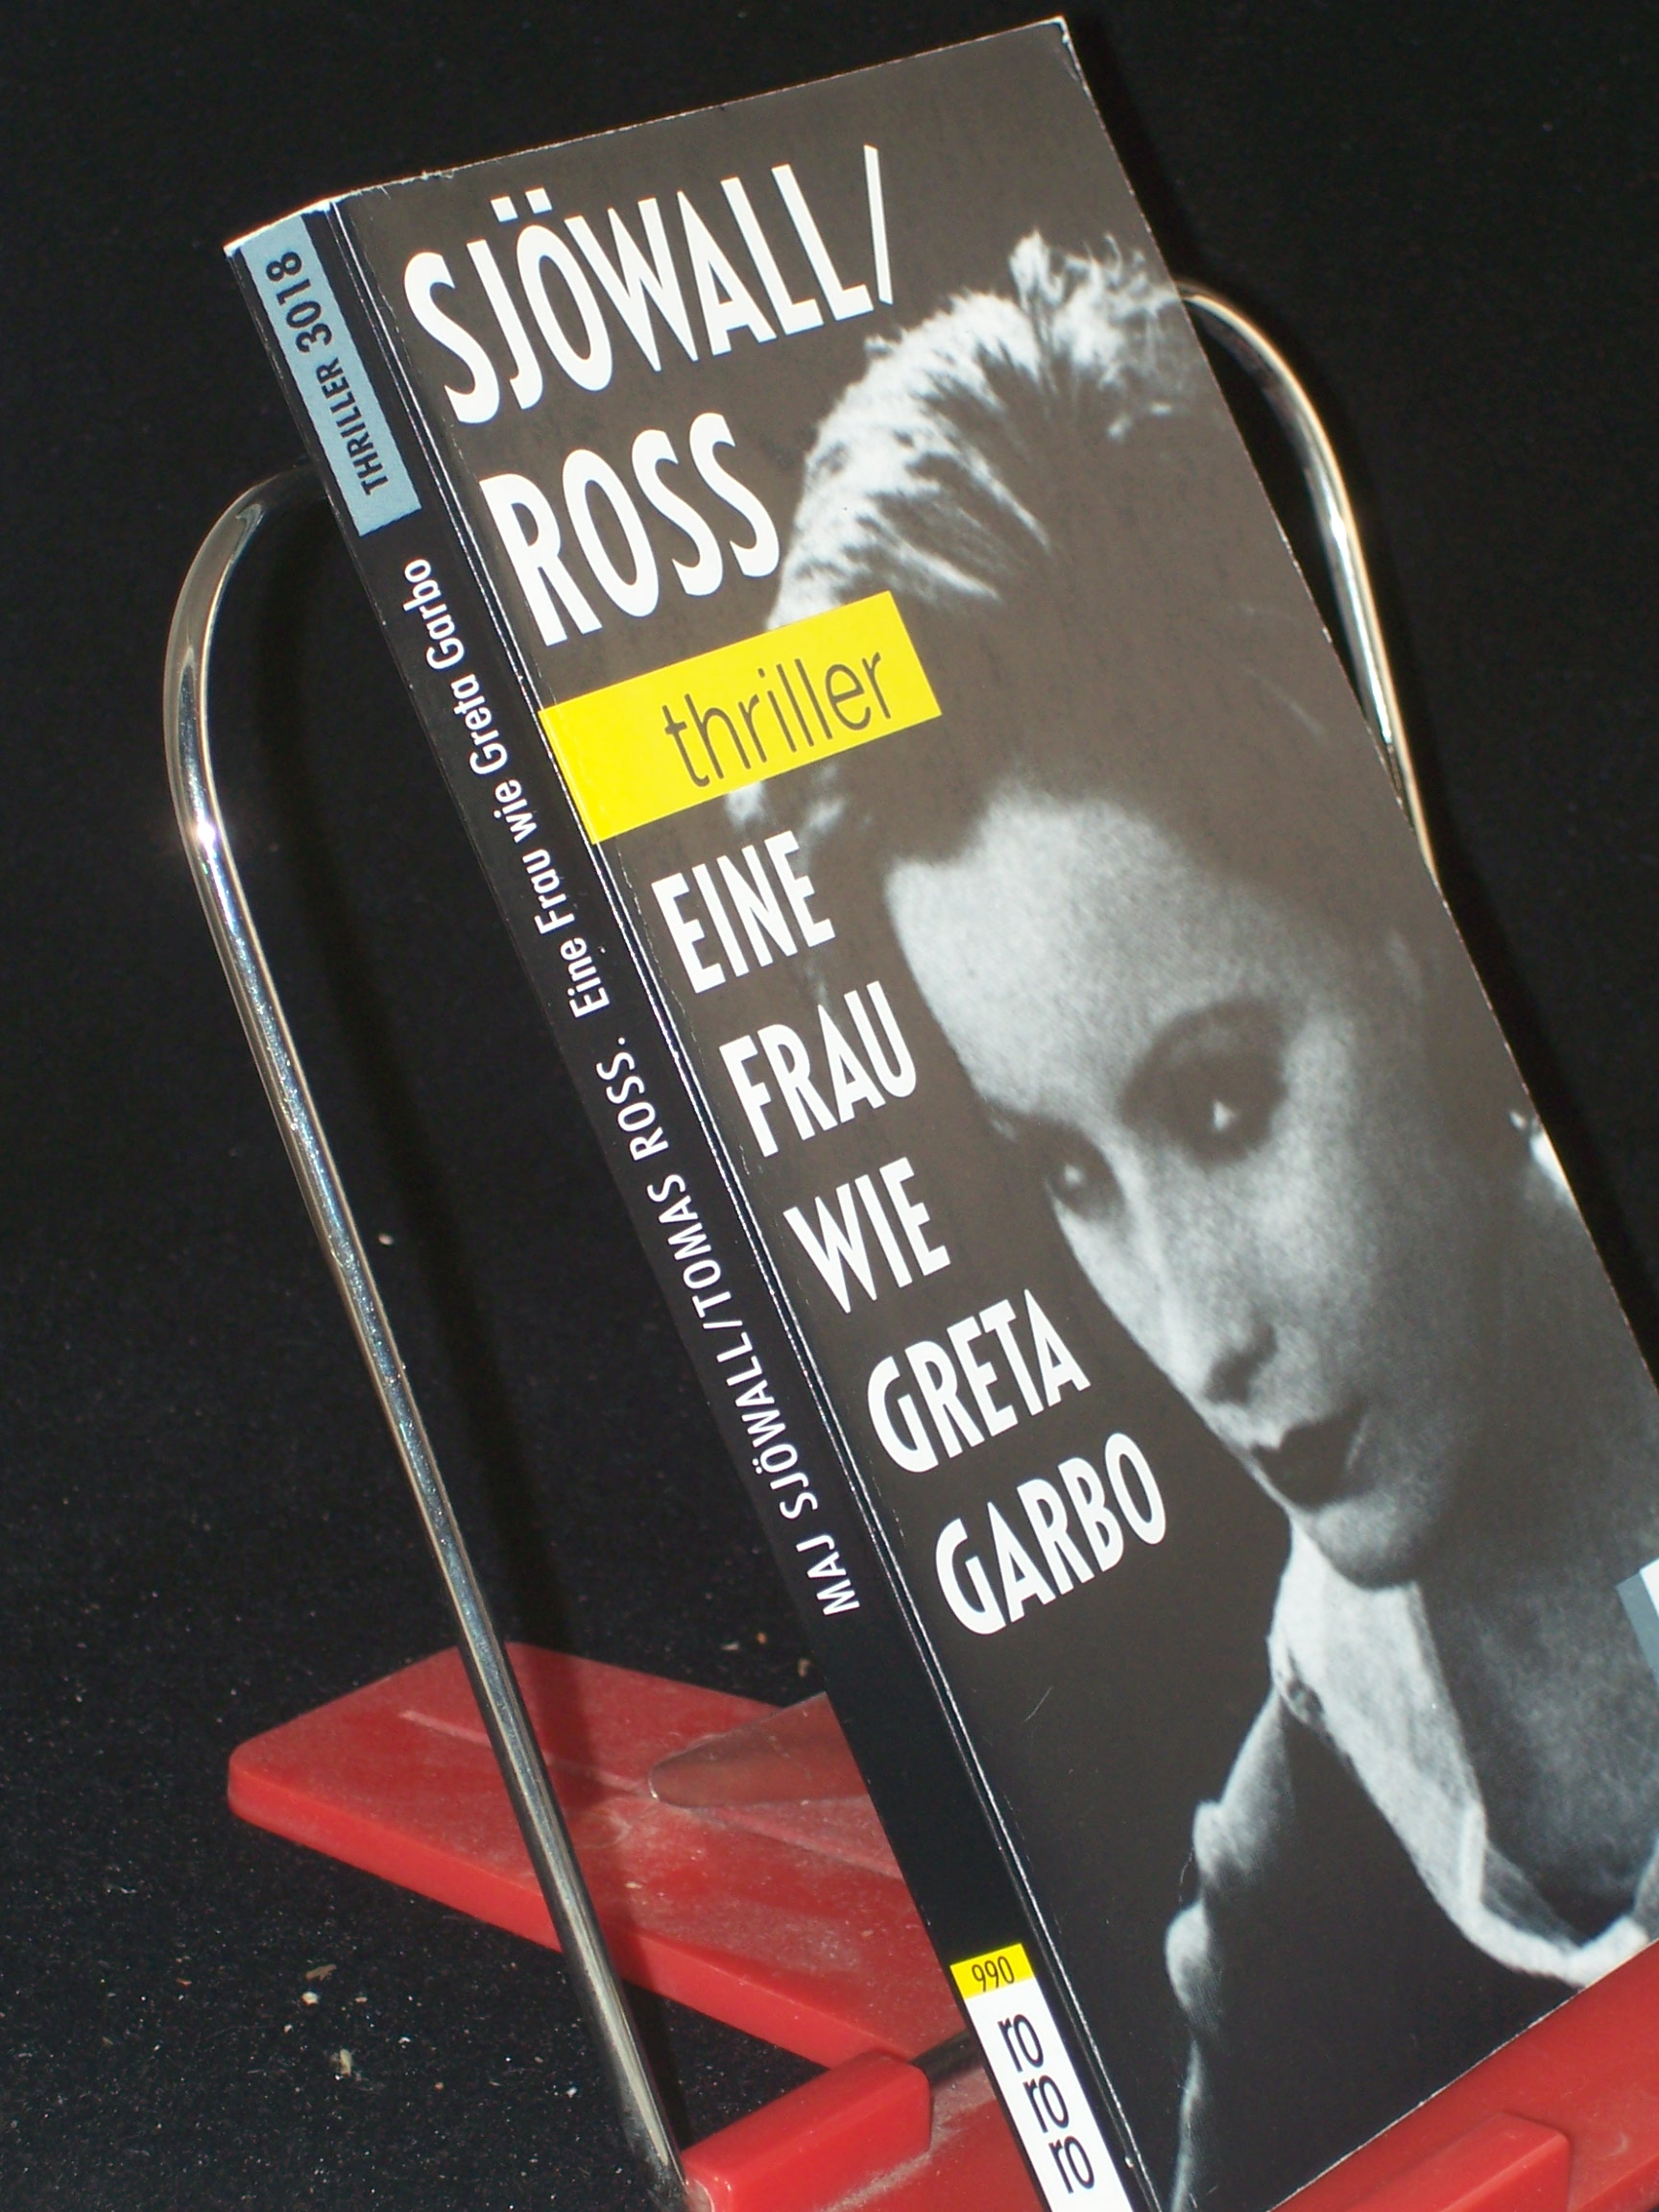 SJÖWALL/
ROSS
thriller
EINE
FRAU
WIE
GRETA
GARBO
MAJ SJÖWALL/TOMAS ROSS. Eine Frau wie Greta Garbo
THRILLER 3018
990
ro
ro
ro